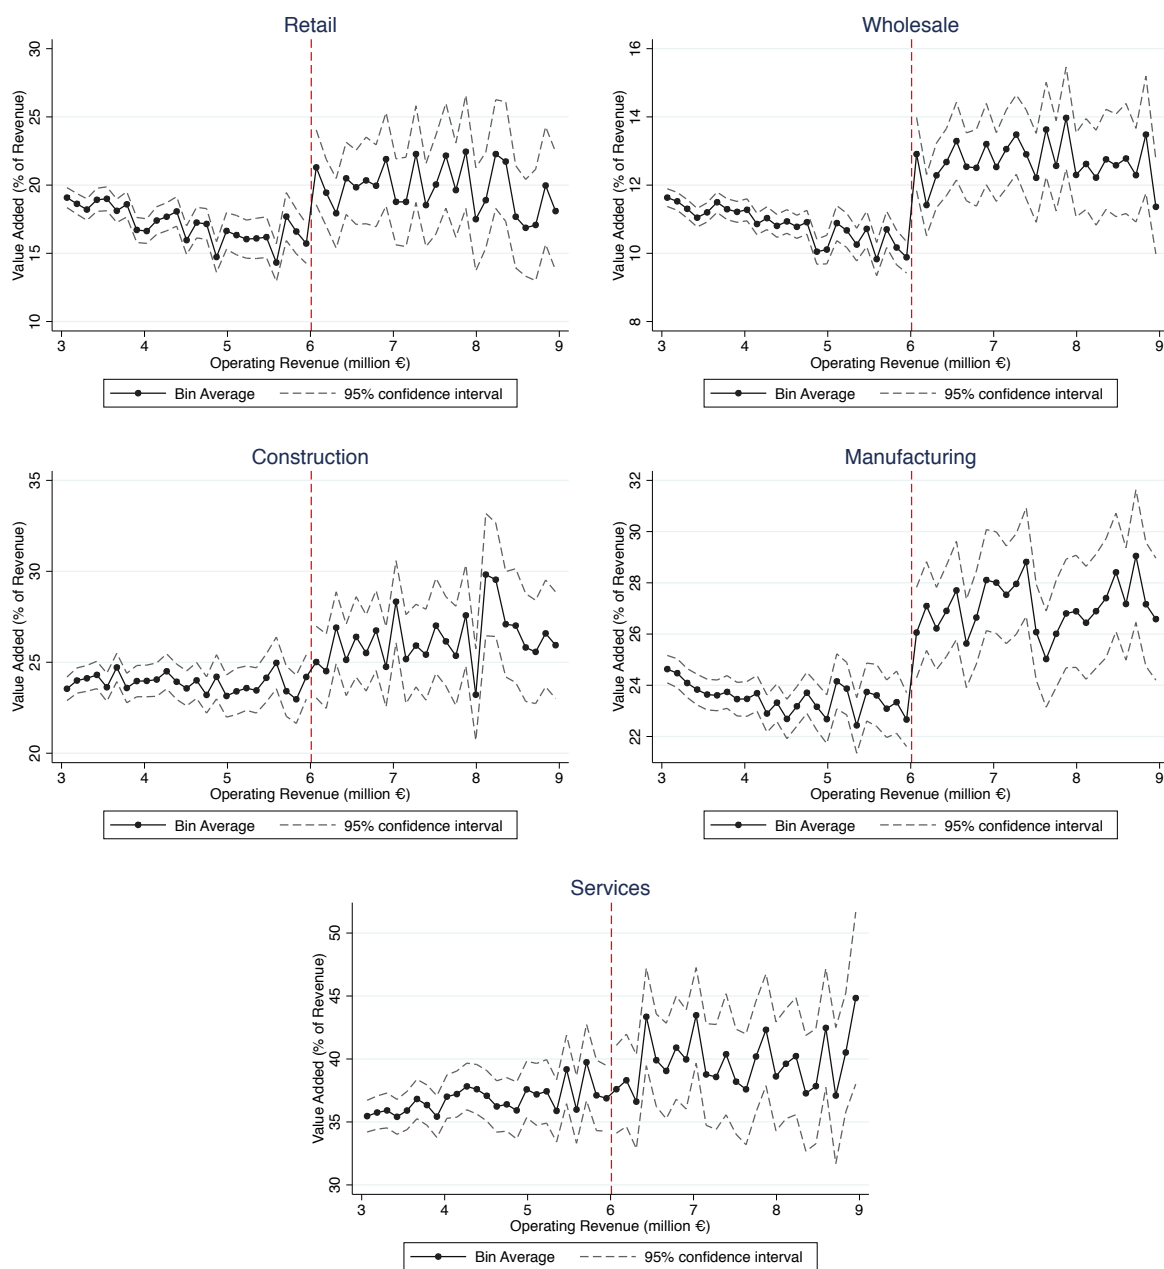 Retail
Value Added (% of Revenue)
30
25
20
15
10
3 4 5 6 7 8 9
Operating Revenue (million €)
Bin Average 95% confidence interval
Wholesale
Value Added (% of Revenue)
16
14
12
10
8
3 4 5 6 7 8 9
Operating Revenue (million €)
Bin Average 95% confidence interval
Construction
Value Added (% of Revenue)
35
30
25
20
3 4 5 6 7 8 9
Operating Revenue (million €)
Bin Average 95% confidence interval
Manufacturing
Value Added (% of Revenue)
32
30
28
26
24
22
3 4 5 6 7 8 9
Operating Revenue (million €)
Bin Average 95% confidence interval
Services
Value Added (% of Revenue)
50
45
40
35
30
3 4 5 6 7 8 9
Operating Revenue (million €)
Bin Average 95% confidence interval